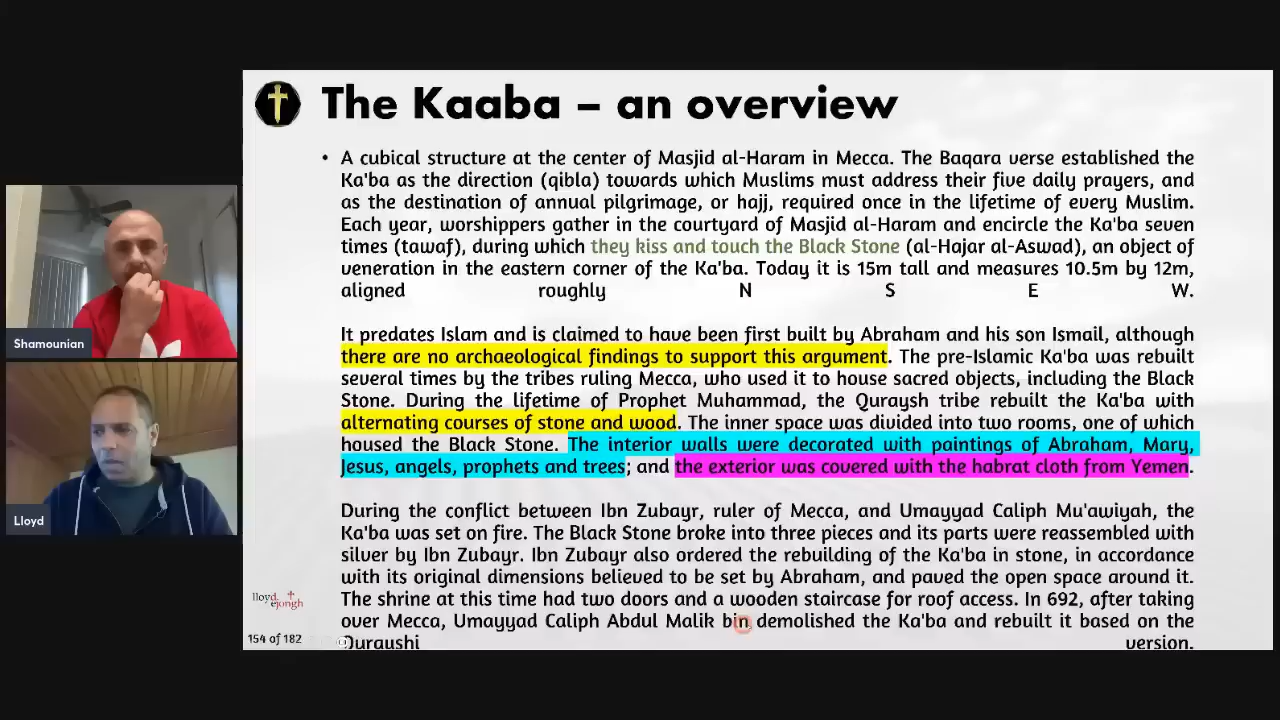 The Kaaba – an overview
• A cubical structure at the center of Masjid al-Haram in Mecca. The Baqara verse established the
Ka'ba as the direction (qibla) towards which Muslims must address their five daily prayers, and
as the destination of annual pilgrimage, or hajj, required once in the lifetime of every Muslim.
Each year, worshippers gather in the courtyard of Masjid al-Haram and encircle the Ka'ba seven
times (tawaf), during which they kiss and touch the Black Stone (al-Hajar al-Aswad), an object of
veneration in the eastern corner of the Ka'ba. Today it is 15m tall and measures 10.5m by 12m,
aligned roughly N S E W.
It predates Islam and is claimed to have been first built by Abraham and his son Ismail, although
there are no archaeological findings to support this argument. The pre-Islamic Ka'ba was rebuilt
several times by the tribes ruling Mecca, who used it to house sacred objects, including the Black
Stone. During the lifetime of Prophet Muhammad, the Quraysh tribe rebuilt the Ka'ba with
alternating courses of stone and wood. The inner space was divided into two rooms, one of which
housed the Black Stone. The interior walls were decorated with paintings of Abraham, Mary,
Jesus, angels, prophets and trees; and the exterior was covered with the habrat cloth from Yemen.
During the conflict between Ibn Zubayr, ruler of Mecca, and Umayyad Caliph Mu'awiyah, the
Ka'ba was set on fire. The Black Stone broke into three pieces and its parts were reassembled with
silver by Ibn Zubayr. Ibn Zubayr also ordered the rebuilding of the Ka'ba in stone, in accordance
with its original dimensions believed to be set by Abraham, and paved the open space around it.
The shrine at this time had two doors and a wooden staircase for roof access. In 692, after taking
over Mecca, Umayyad Caliph Abdul Malik bin demolished the Ka'ba and rebuilt it based on the
Quraushi version.
Shamounian
Lloyd
lloyd
de jongh
154 of 182